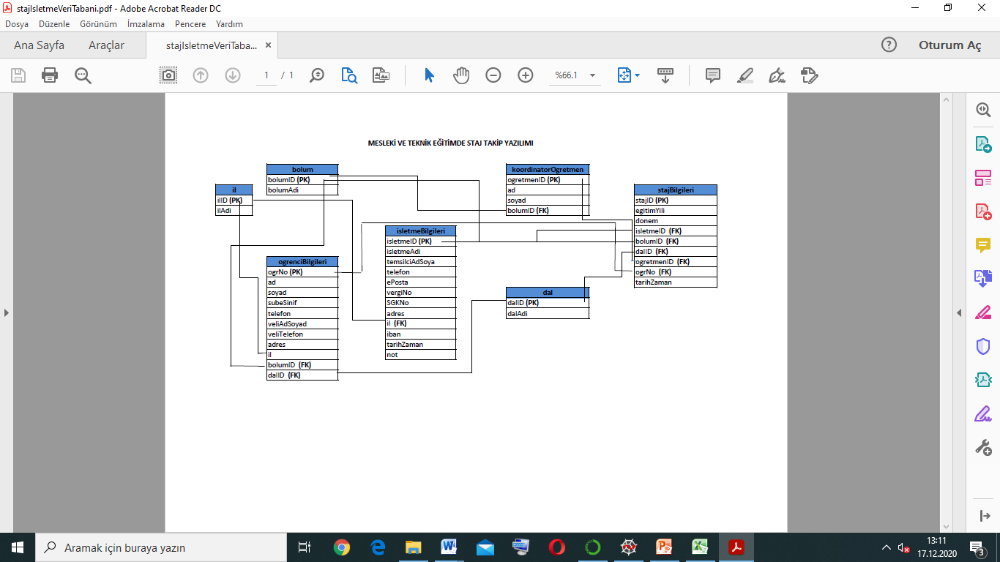 stajIsletmeVeriTabani.pdf - Adobe Acrobat Reader DC
Dosya Düzenle Görünüm İmzalama Pencere Yardım
Ana Sayfa Araçlar stajIsletmeVeriTaba... × ? Oturum Aç
1 / 1 %66.1
MESLEKİ VE TEKNİK EĞİTİMDE STAJ TAKİP YAZILIMI
bolum
bolumID (PK)
bolumAdi
il
ilID (PK)
ilAdi
koordinatorOgretmen
ogretmenID (PK)
ad
soyad
bolumID (FK)
stajBilgileri
stajID (PK)
egitimYili
donem
isletmeID (FK)
bolumID (FK)
dalID (FK)
ogretmenID (FK)
ogrNo (FK)
tarihZaman
isletmeBilgileri
isletmeID (PK)
isletmeAdi
temsilciAdSoya
telefon
ePosta
vergiNo
SGKNo
adres
il (FK)
iban
tarihZaman
not
ogrenciBilgileri
ogrNo (PK)
ad
soyad
subeSinif
telefon
veliAdSoyad
veliTelefon
adres
il
bolumID (FK)
dalID (FK)
dal
dalID (PK)
dalAdi
Aramak için buraya yazın
13:11
17.12.2020
3